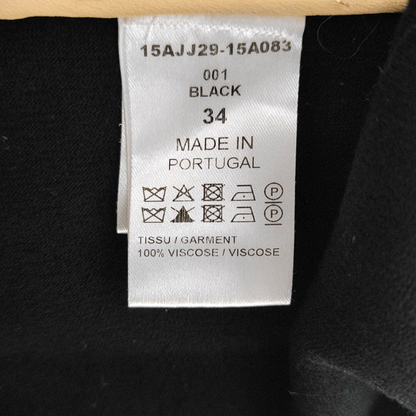 15AJJ29-15A083
001
BLACK
34
MADE IN
PORTUGAL
P
P
TISSU / GARMENT
100% VISCOSE / VISCOSE